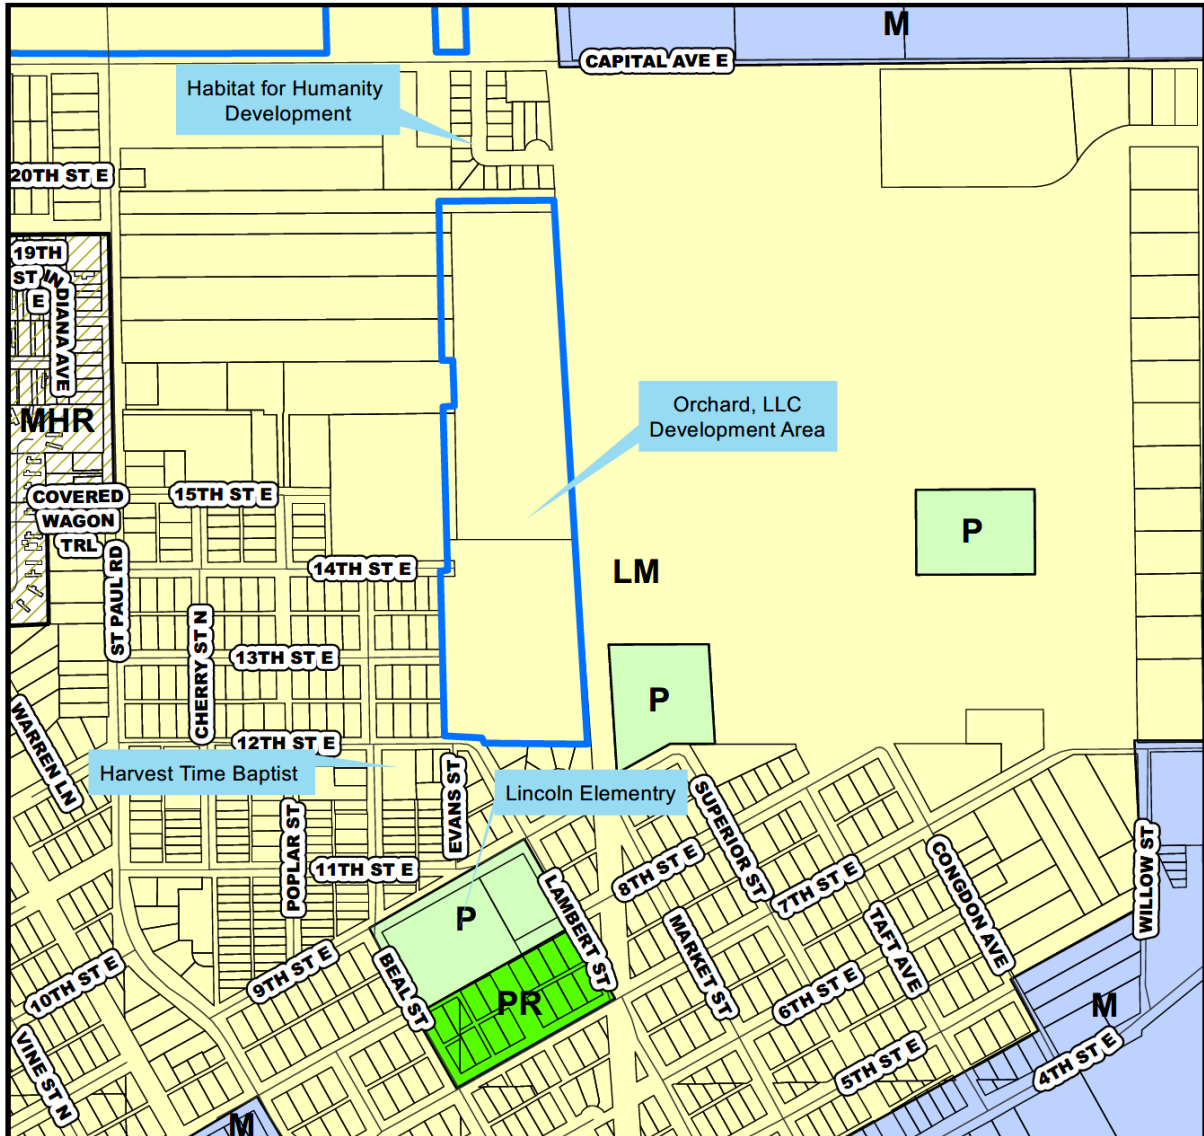 M
CAPITAL AVE E
Habitat for Humanity
Development
20TH ST E
19TH
ST
E
INDIANA AVE
MHR
Orchard, LLC
Development Area
COVERED
WAGON
TRL
15TH ST E
P
14TH ST E
LM
ST PAUL RD
CHERRY ST N
13TH ST E
P
WARREN LN
12TH ST E
Harvest Time Baptist
EVANS ST
Lincoln Elementry
SUPERIOR ST
POPLAR ST
11TH ST E
8TH ST E
7TH ST E
CONGDON AVE
WILLOW ST
P
LAMBERT ST
MARKET ST
TAFT AVE
10TH ST E
9TH ST E
BEAL ST
PR
6TH ST E
M
VINE ST N
5TH ST E
4TH ST E
M